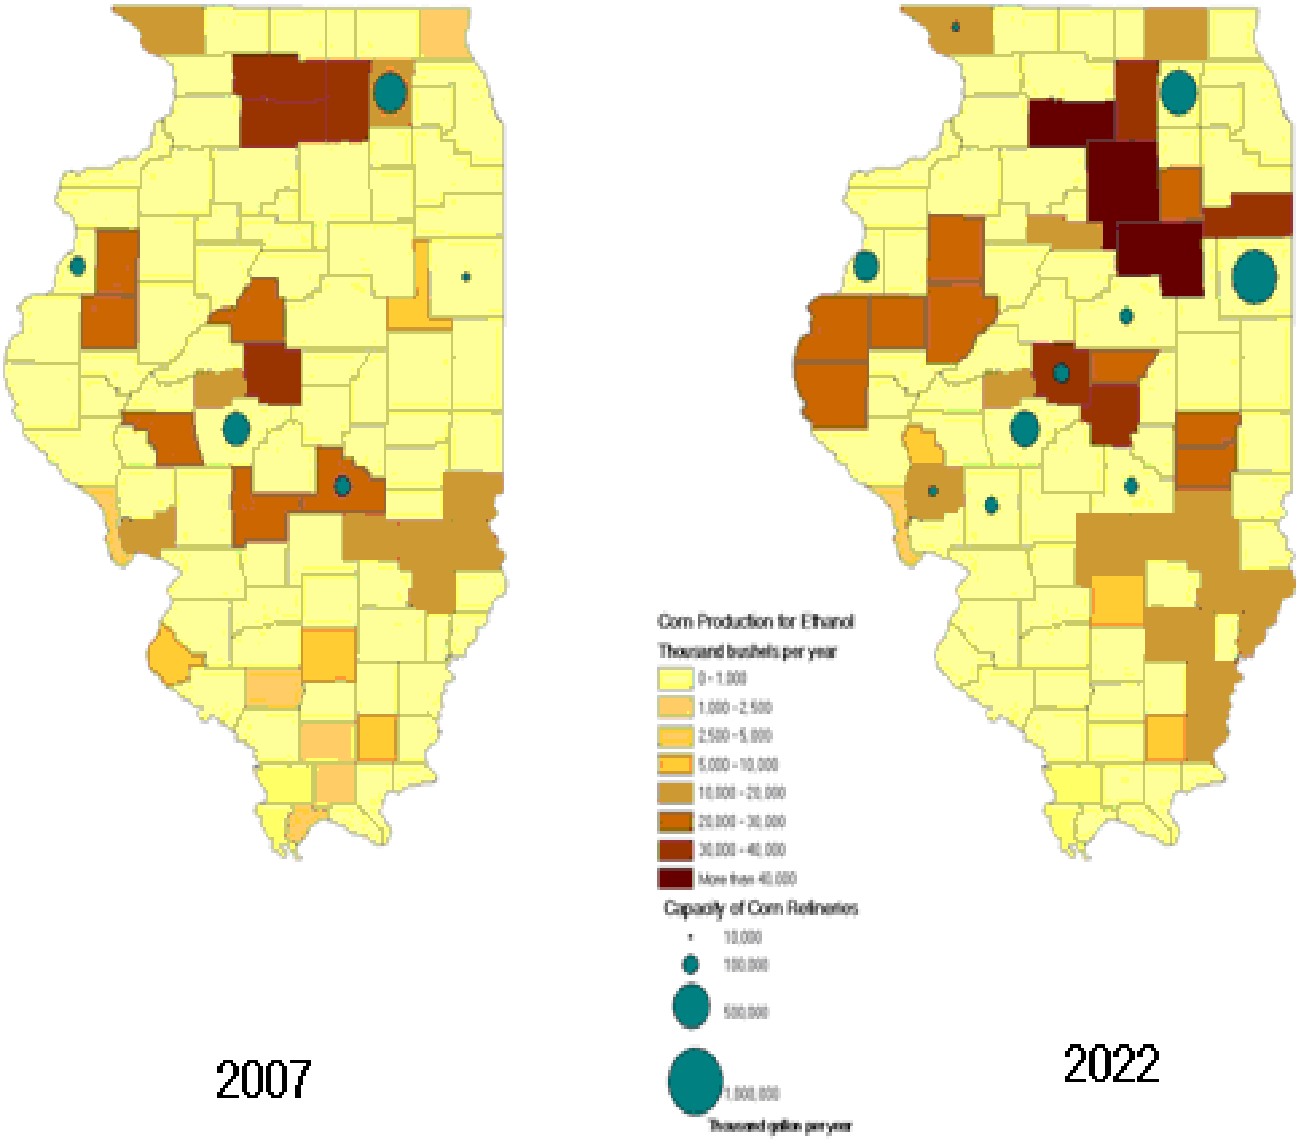 Corn Production for Ethanol
Thousand bushels per year
0 - 1,000
1,000 - 2,500
2,500 - 5,000
5,000 - 10,000
10,000 - 20,000
20,000 - 30,000
30,000 - 40,000
More than 40,000
Capacity of Corn Refineries
10,000
100,000
500,000
1,000,000
Thousand gallon per year
2007
2022